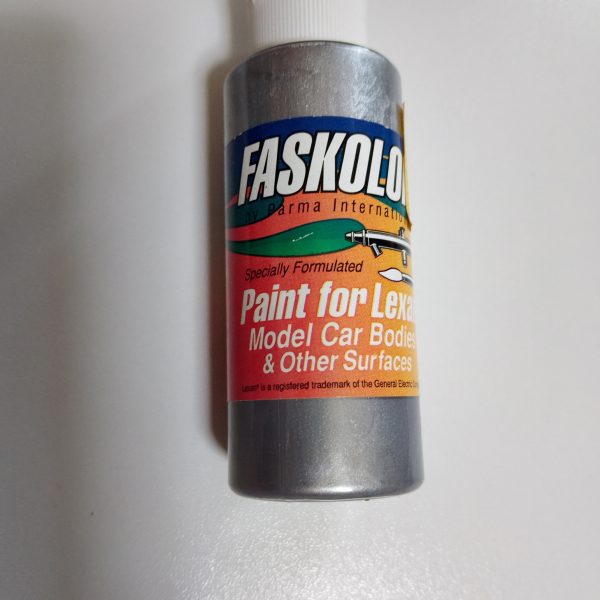 FASKOLO
by Parma Internatio
Specially Formulated
Paint for Lexa
Model Car Bodies
& Other Surfaces
Lexan® is a registered trademark of the General Electric